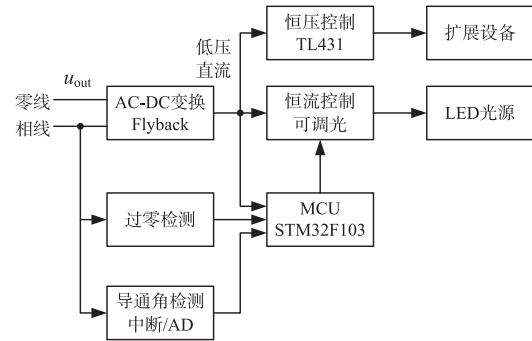 恒压控制
TL431
扩展设备
低压
直流
uout
零线
相线
AC-DC变换
Flyback
恒流控制
可调光
LED光源
过零检测
MCU
STM32F103
导通角检测
中断/AD